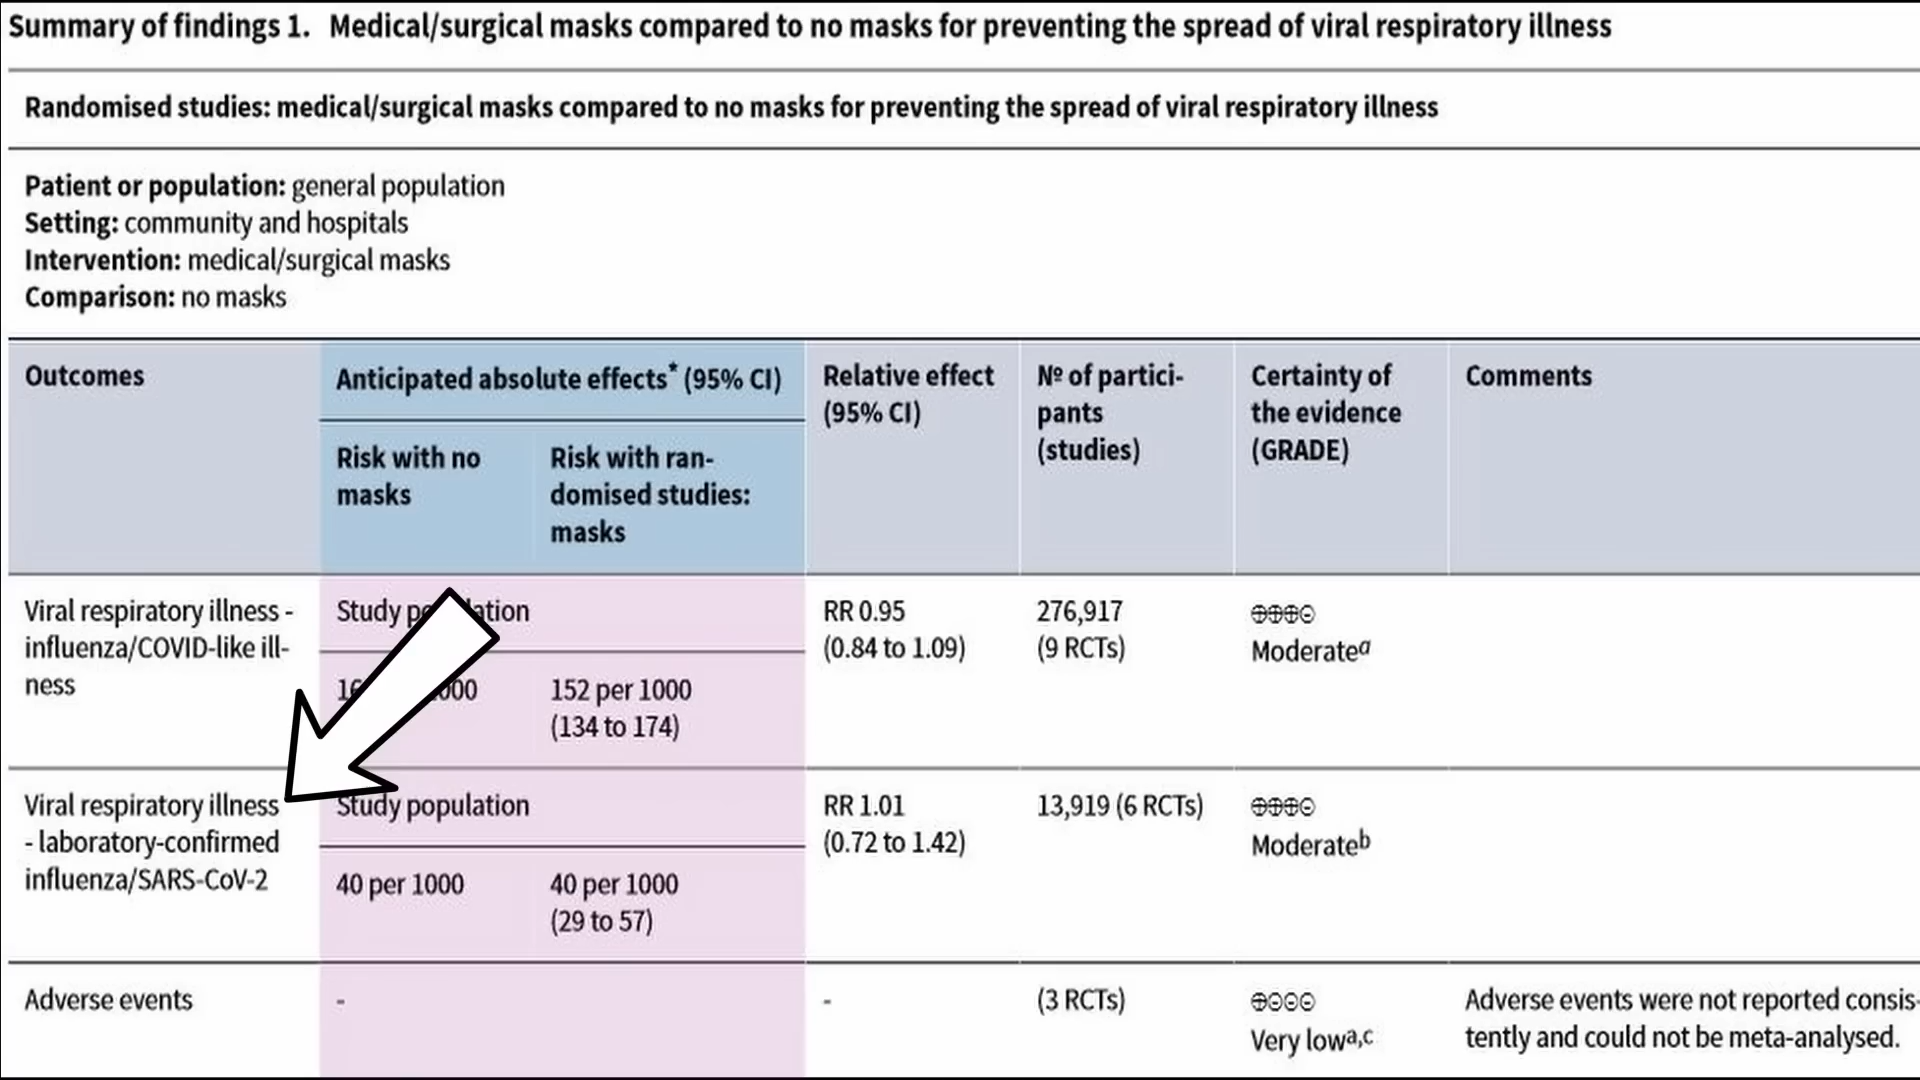 Summary of findings 1. Medical/surgical masks compared to no masks for preventing the spread of viral respiratory illness
Randomised studies: medical/surgical masks compared to no masks for preventing the spread of viral respiratory illness
Patient or population: general population
Setting: community and hospitals
Intervention: medical/surgical masks
Comparison: no masks
Outcomes
Anticipated absolute effects* (95% CI)
Risk with no
masks
Risk with ran-
domised studies:
masks
Relative effect
(95% CI)
№ of partici-
pants
(studies)
Certainty of
the evidence
(GRADE)
Comments
Viral respiratory illness -
influenza/COVID-like ill-
ness
Study
152 per 1000
(134 to 174)
RR 0.95
(0.84 to 1.09)
276,917
(9 RCTs)
⊕⊕⊕⊝
Moderateᵃ
Viral respiratory illness
- laboratory-confirmed
influenza/SARS-CoV-2
Study population
40 per 1000
40 per 1000
(29 to 57)
RR 1.01
(0.72 to 1.42)
13,919 (6 RCTs)
⊕⊕⊕⊝
Moderateᵇ
Adverse events
-
-
(3 RCTs)
⊕⊝⊝⊝
Very lowᵃ,ᶜ
Adverse events were not reported consis-
tently and could not be meta-analysed.